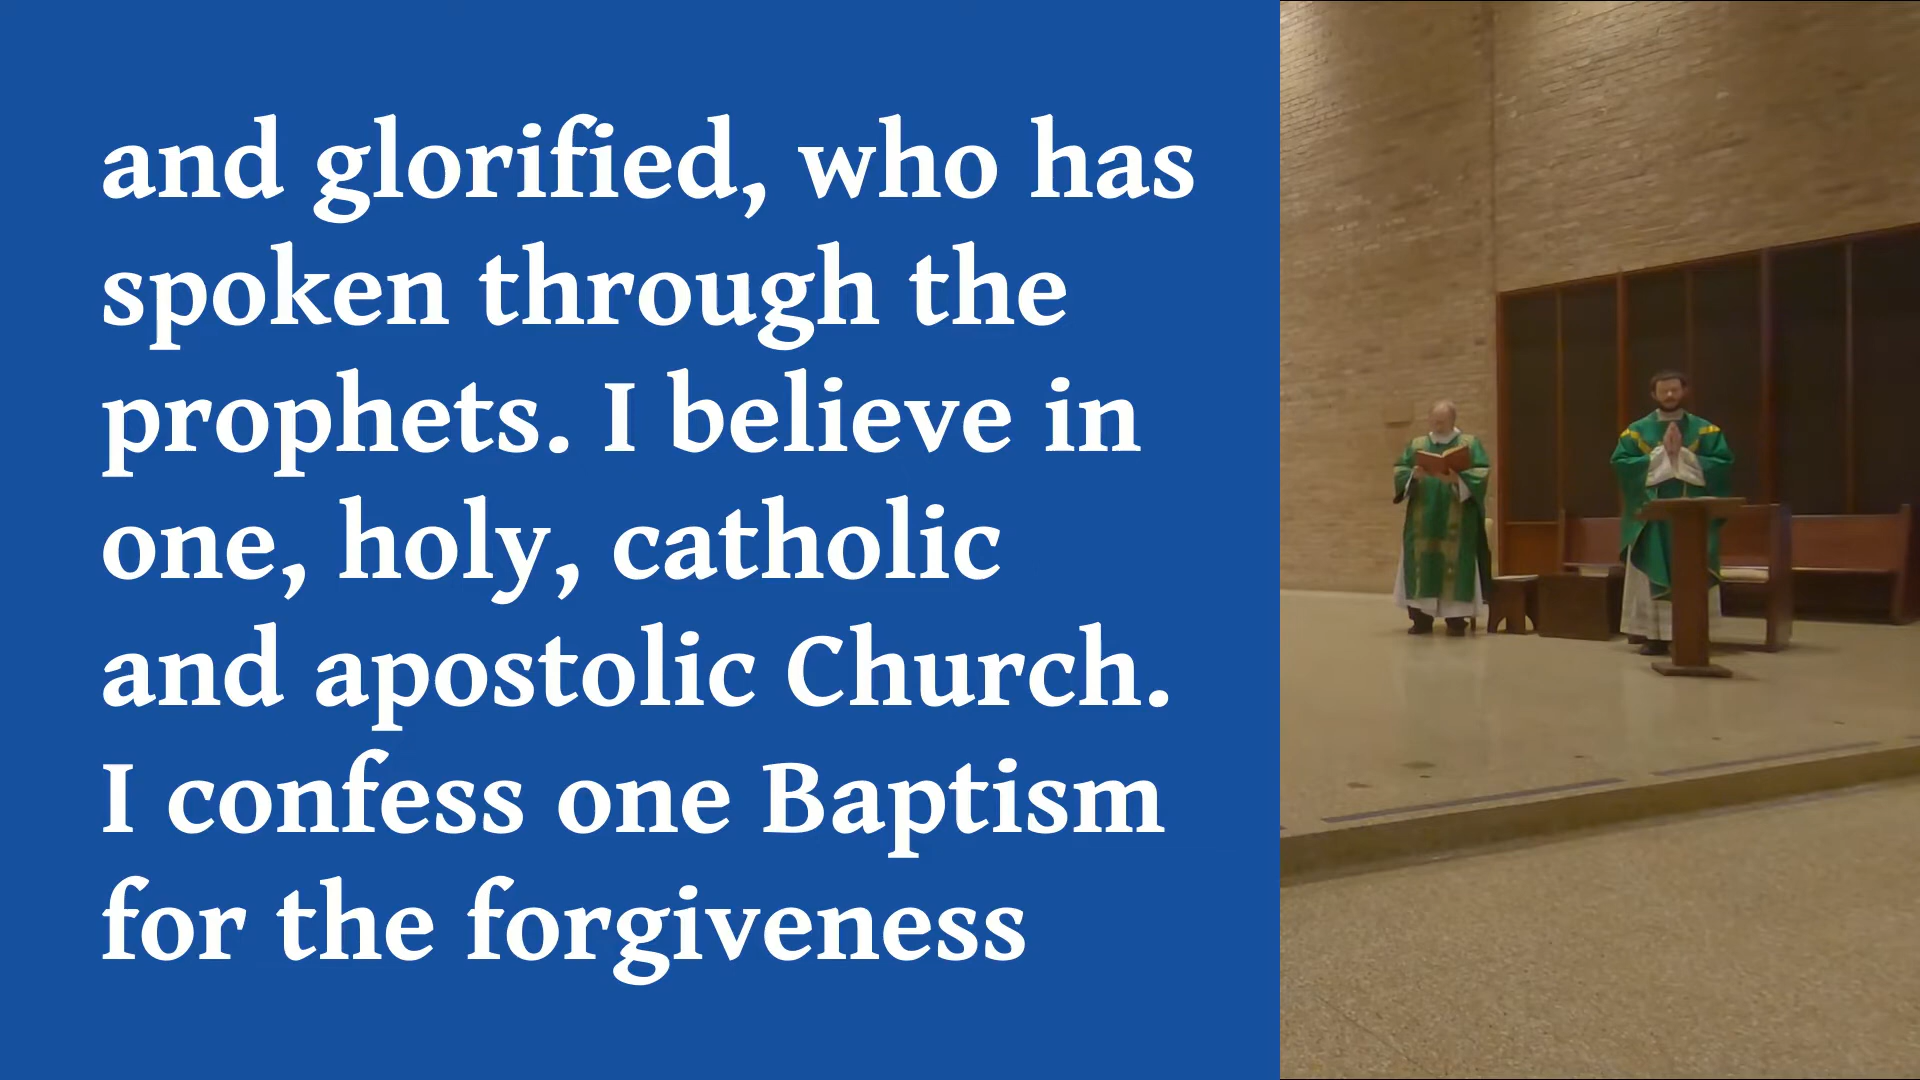 and glorified, who has
spoken through the
prophets. I believe in
one, holy, catholic
and apostolic Church.
I confess one Baptism
for the forgiveness